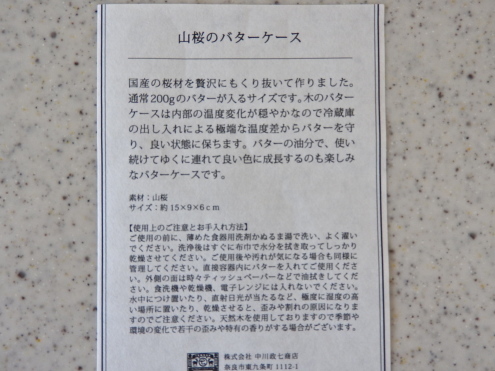 山桜のバターケース
国産の桜材を贅沢にもくり抜いて作りました。
通常200gのバターが入るサイズです。木のバター
ケースは内部の温度変化が穏やかなので冷蔵庫
の出し入れによる極端な温度差からバターを守
り、良い状態に保ちます。バターの油分で、使い
続けてゆくに連れて良い色に成長するのも楽しみ
なバターケースです。
素材：山桜
サイズ：約15×9×6cm
【使用上のご注意とお手入れ方法】
ご使用の前に、薄めた食器用洗剤かぬるま湯で洗い、よく濯い
でください。洗浄後はすぐに布巾で水分を拭き取ってしっかり
乾燥させてください。ご使用後や汚れが気になる場合も同様に
管理してください。直接容器内にバターを入れてご使用くださ
い。外側の面は時々ティッシュペーパーなどで油拭きしてくだ
さい。食洗機や乾燥機、電子レンジには入れないでください。
水中につけ置いたり、直射日光が当たるなど、極度に湿度の高
い場所に置いたり、乾燥させると、歪みや割れの原因になりま
すのでご注意ください。天然木を使用しておりますので季節や
環境の変化で若干の歪みや特有の香りがする場合がございます。
株式会社 中川政七商店
奈良市東九条町 1112-1